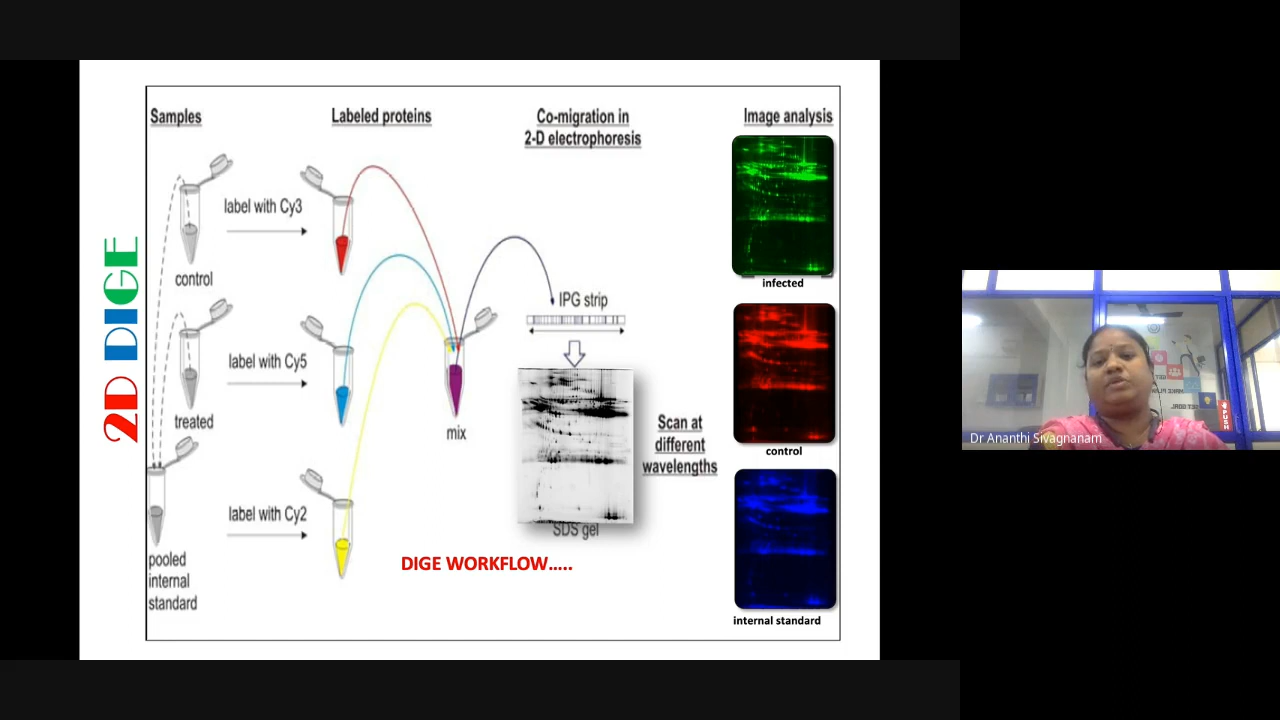 2D DIGE
Samples
Labeled proteins
Co-migration in
2-D electrophoresis
Image analysis
label with Cy3
control
label with Cy5
treated
label with Cy2
pooled
internal
standard
mix
IPG strip
SDS gel
Scan at
different
wavelengths
infected
control
internal standard
DIGE WORKFLOW.....
Dr Ananthi Sivagnanam
PUSH